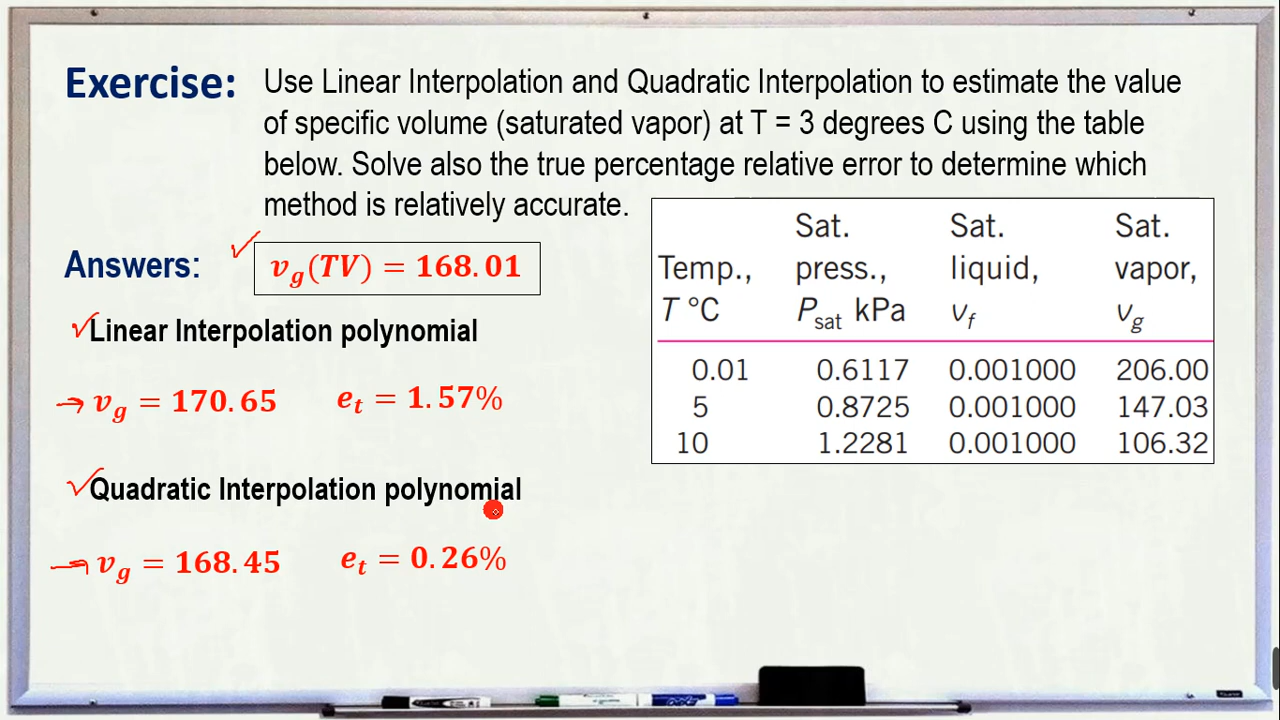 Exercise: Use Linear Interpolation and Quadratic Interpolation to estimate the value
of specific volume (saturated vapor) at T = 3 degrees C using the table
below. Solve also the true percentage relative error to determine which
method is relatively accurate.
Answers: v_g(TV) = 168.01
Linear Interpolation polynomial
v_g = 170.65 e_t = 1.57%
Quadratic Interpolation polynomial
v_g = 168.45 e_t = 0.26%
Sat. Sat. Sat.
Temp., press., liquid, vapor,
T °C P_sat kPa v_f v_g
0.01 0.6117 0.001000 206.00
5 0.8725 0.001000 147.03
10 1.2281 0.001000 106.32